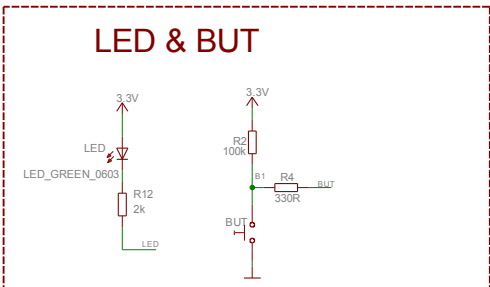 LED & BUT
3.3V
LED
LED_GREEN_0603
R12
2k
LED
3.3V
R2
100k
B1
R4
330R
BUT
BUT